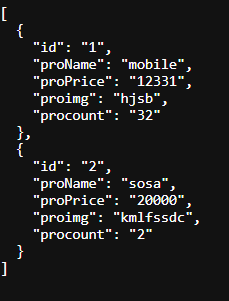 [
  {
    "id": "1",
    "proName": "mobile",
    "proPrice": "12331",
    "proimg": "hjsb",
    "procount": "32"
  },
  {
    "id": "2",
    "proName": "sosa",
    "proPrice": "20000",
    "proimg": "kmlfssdc",
    "procount": "2"
  }
]